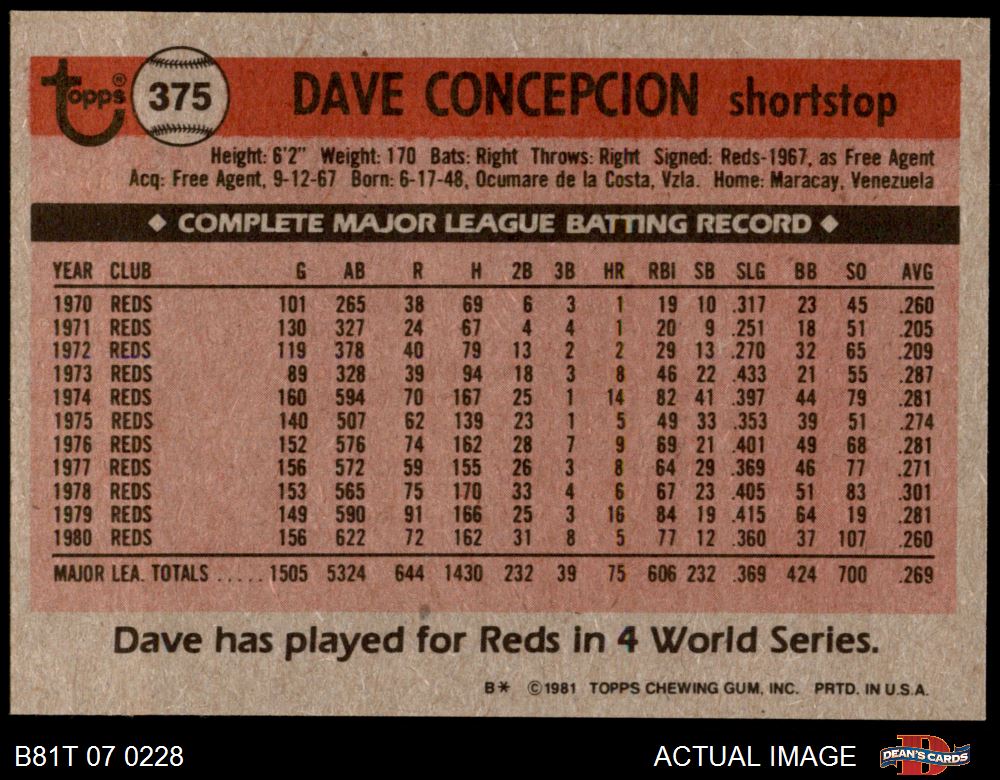 Topps® 375 DAVE CONCEPCION shortstop
Height: 6'2" Weight: 170 Bats: Right Throws: Right Signed: Reds-1967, as Free Agent
Acq: Free Agent, 9-12-67 Born: 6-17-48, Ocumare de la Costa, Vzla. Home: Maracay, Venezuela
◆ COMPLETE MAJOR LEAGUE BATTING RECORD ◆
YEAR CLUB G AB R H 2B 3B HR RBI SB SLG BB SO AVG
1970 REDS 101 265 38 69 6 3 1 19 10 .317 23 45 .260
1971 REDS 130 327 24 67 4 4 1 20 9 .251 18 51 .205
1972 REDS 119 378 40 79 13 2 2 29 13 .270 32 65 .209
1973 REDS 89 328 39 94 18 3 8 46 22 .433 21 55 .287
1974 REDS 160 594 70 167 25 1 14 82 41 .397 44 79 .281
1975 REDS 140 507 62 139 23 1 5 49 33 .353 39 51 .274
1976 REDS 152 576 74 162 28 7 9 69 21 .401 49 68 .281
1977 REDS 156 572 59 155 26 3 8 64 29 .369 46 77 .271
1978 REDS 153 565 75 170 33 4 6 67 23 .405 51 83 .301
1979 REDS 149 590 91 166 25 3 16 84 19 .415 64 19 .281
1980 REDS 156 622 72 162 31 8 5 77 12 .360 37 107 .260
MAJOR LEA. TOTALS ..... 1505 5324 644 1430 232 39 75 606 232 .369 424 700 .269
Dave has played for Reds in 4 World Series.
B* ©1981 TOPPS CHEWING GUM, INC. PRTD. IN U.S.A.
B81T 07 0228 ACTUAL IMAGE DEAN'S CARDS